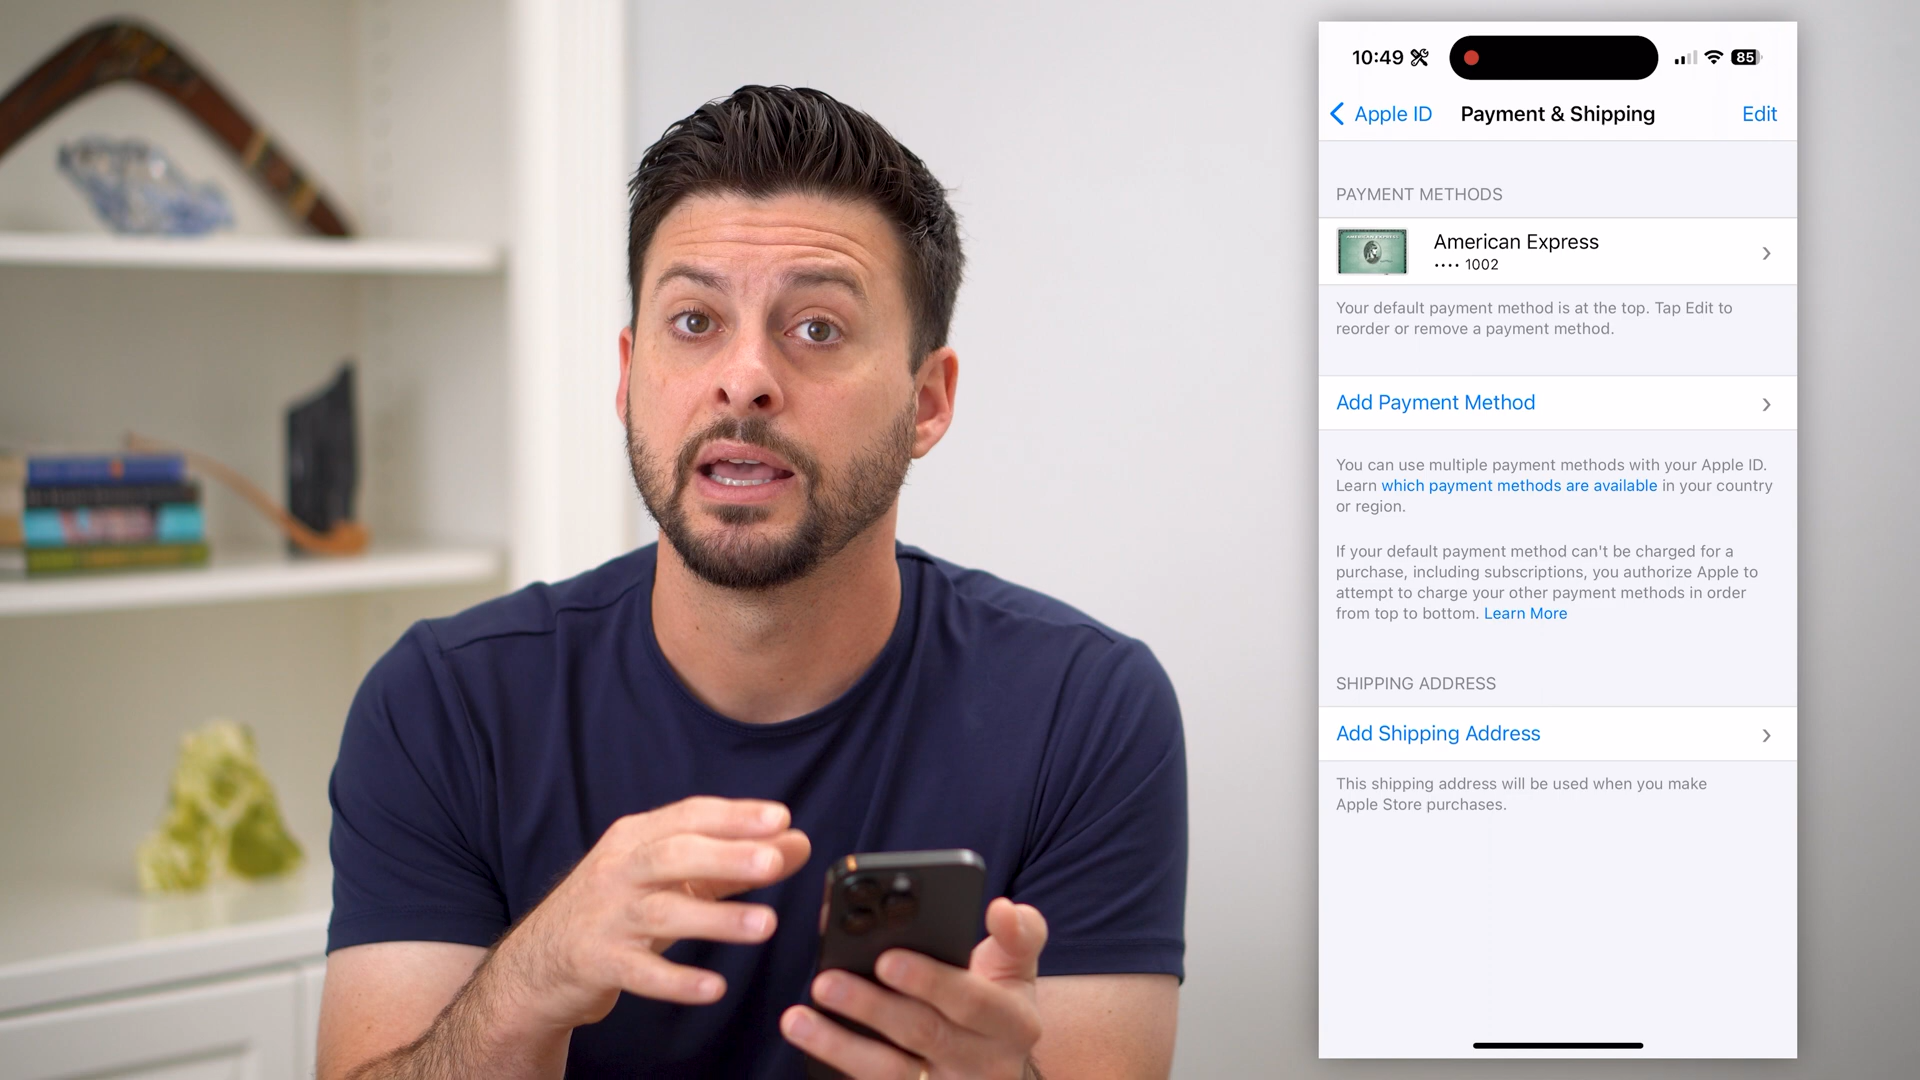 10:49
85
Apple ID
Payment & Shipping
Edit
PAYMENT METHODS
American Express
•••• 1002
Your default payment method is at the top. Tap Edit to
reorder or remove a payment method.
Add Payment Method
You can use multiple payment methods with your Apple ID.
Learn which payment methods are available in your country
or region.
If your default payment method can't be charged for a
purchase, including subscriptions, you authorize Apple to
attempt to charge your other payment methods in order
from top to bottom. Learn More
SHIPPING ADDRESS
Add Shipping Address
This shipping address will be used when you make
Apple Store purchases.